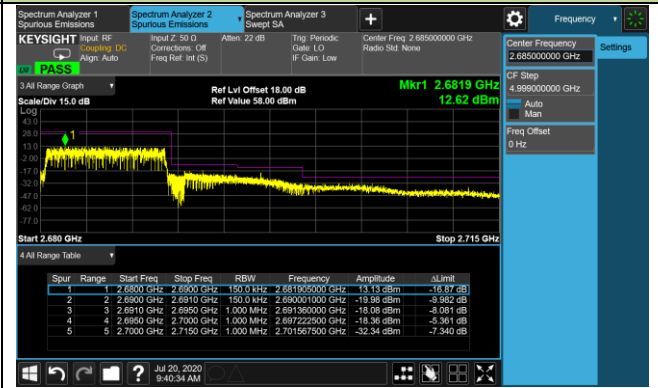 Spectrum Analyzer 1
Spurious Emissions
Spectrum Analyzer 2
Spurious Emissions
Spectrum Analyzer 3
Swept SA
+
Frequency
KEYSIGHT
Input: RF
Coupling: DC
Align: Auto
Input Z: 50 Ω
Corrections: Off
Freq Ref: Int (S)
Atten: 22 dB
Trig: Periodic
Gate: LO
IF Gain: Low
Center Freq: 2.685000000 GHz
Radio Std: None
PASS
Center Frequency
2.685000000 GHz
Settings
CF Step
4.999000000 GHz
Auto
Man
Freq Offset
0 Hz
3 All Range Graph
Ref Lvl Offset 18.00 dB
Mkr1 2.6819 GHz
Scale/Div 15.0 dB
Ref Value 58.00 dBm
12.62 dBm
Log
43.0
28.0
13.0
-2.00
-17.0
-32.0
-47.0
-62.0
-77.0
1
Start 2.680 GHz
Stop 2.715 GHz
4 All Range Table
Spur Range Start Freq Stop Freq RBW Frequency Amplitude ΔLimit
1 1 2.6800 GHz 2.6900 GHz 150.0 kHz 2.681905000 GHz 13.13 dBm -16.87 dB
2 2 2.6900 GHz 2.6910 GHz 150.0 kHz 2.690001000 GHz -19.98 dBm -9.982 dB
3 3 2.6910 GHz 2.6950 GHz 1.000 MHz 2.691360000 GHz -18.08 dBm -8.081 dB
4 4 2.6950 GHz 2.7000 GHz 1.000 MHz 2.697222500 GHz -18.36 dBm -5.361 dB
5 5 2.7000 GHz 2.7150 GHz 1.000 MHz 2.701567500 GHz -32.34 dBm -7.340 dB
?
Jul 20, 2020
9:40:34 AM